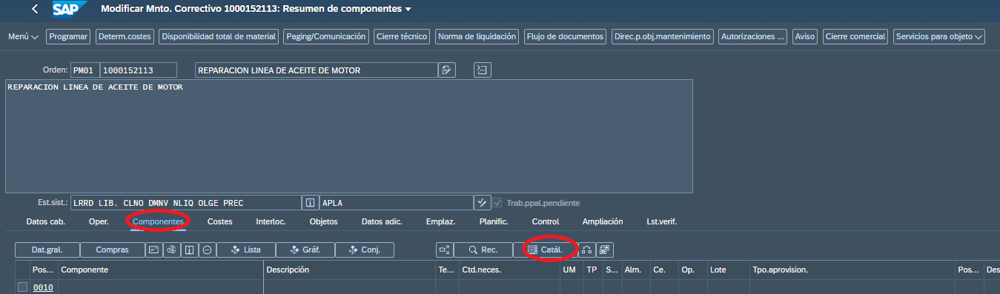 SAP Modificar Mnto. Correctivo 1000152113: Resumen de componentes
Menú Programar Determ.costes Disponibilidad total de material Paging/Comunicación Cierre técnico Norma de liquidación Flujo de documentos Direc.p.obj.mantenimiento Autorizaciones ... Aviso Cierre comercial Servicios para objeto
Orden: PM01 1000152113 REPARACION LINEA DE ACEITE DE MOTOR
REPARACION LINEA DE ACEITE DE MOTOR
Est.sist.: LRRD LIB. CLNO DMNV NLIQ OLGE PREC APLA Trab.ppal.pendiente
Datos cab. Oper. Componentes Costes Interloc. Objetos Datos adic. Emplaz. Planific. Control Ampliación Lst.verif.
Dat.gral. Compras Lista Gráf. Conj. Rec. Catál.
Pos... Componente Descripción Te... Ctd.neces. UM TP S... Alm. Ce. Op. Lote Tpo.aprovision. Pos... Des
0010